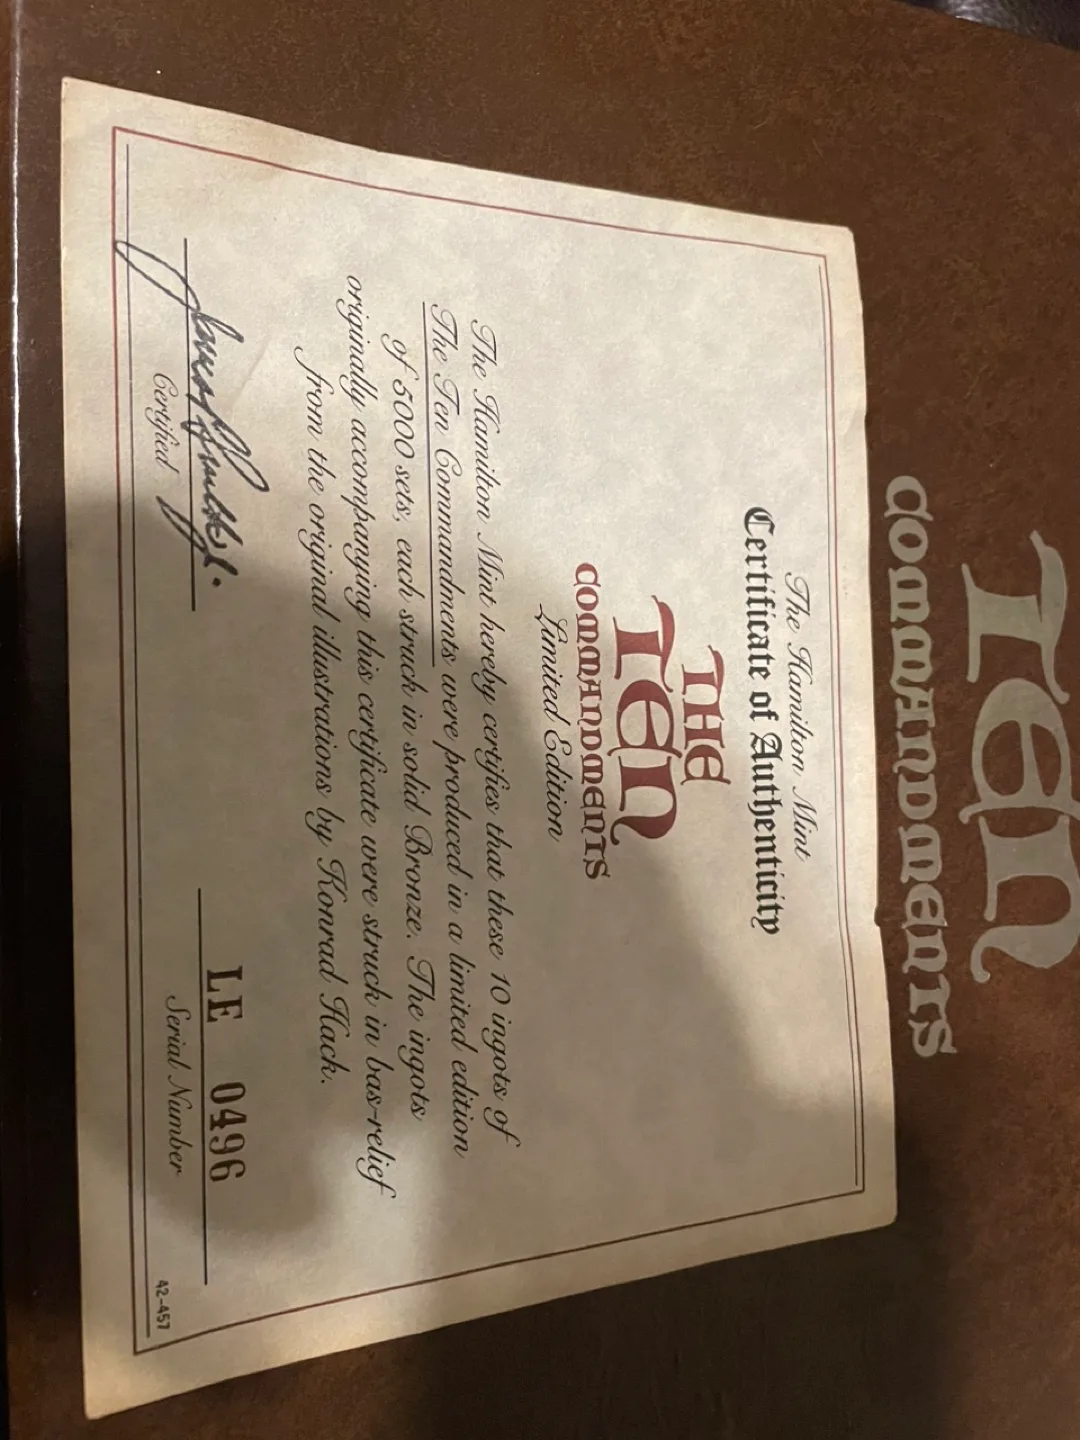 TEN
COMMANDMENTS
The Hamilton Mint
Certificate of Authenticity
THE
TEN
COMMANDMENTS
Limited Edition
The Hamilton Mint hereby certifies that these 10 ingots of
The Ten Commandments were produced in a limited edition
of 5000 sets, each struck in solid Bronze. The ingots
originally accompanying this certificate were struck in bas-relief
from the original illustrations by Konrad Hack.
LE 0496
Certified
Serial Number
42-457